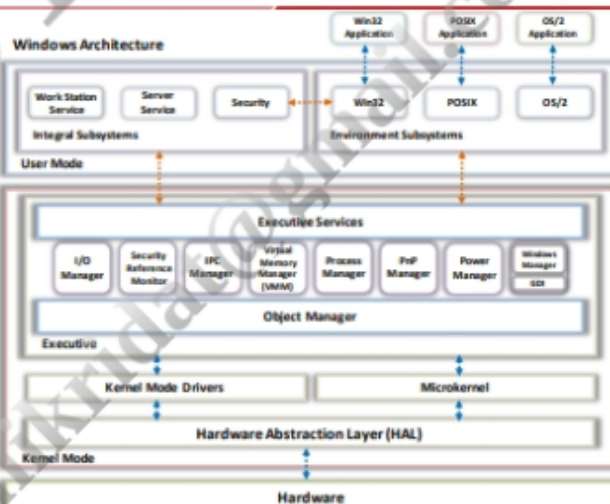 Win32
Application
POSIX
Application
OS/2
Application
Windows Architecture
Work Station
Service
Server
Service
Security
Win32
POSIX
OS/2
Integral Subsystems
Environment Subsystems
User Mode
Executive Services
I/O
Manager
Security
Reference
Monitor
IPC
Manager
Virtual
Memory
Manager
(VMM)
Process
Manager
PnP
Manager
Power
Manager
Windows
Manager
GDI
Object Manager
Executive
Kernel Mode Drivers
Microkernel
Hardware Abstraction Layer (HAL)
Kernel Mode
Hardware